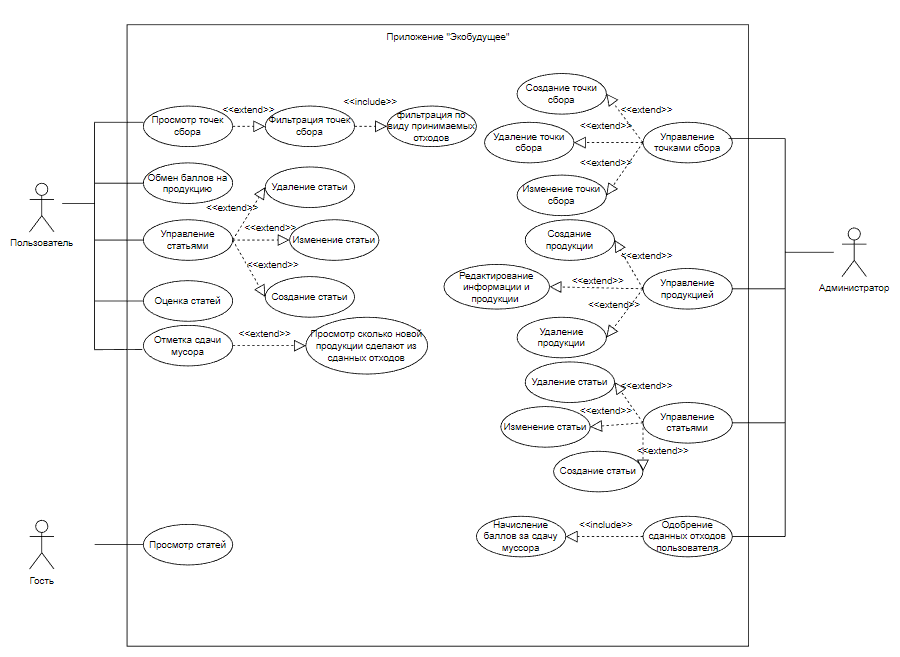 Приложение "Экобудущее"
Просмотр точек
сбора
<<extend>>
Фильтрация точек
сбора
<<include>>
фильтрация по
виду принимаемых
отходов
Обмен баллов на
продукцию
Управление
статьями
<<extend>>
Удаление статьи
<<extend>>
Изменение статьи
<<extend>>
Создание статьи
Оценка статей
Отметка сдачи
мусора
<<extend>>
Просмотр сколько новой
продукции сделают из
сданных отходов
Пользователь
Просмотр статей
Гость
Создание точки
сбора
<<extend>>
Удаление точки
сбора
<<extend>>
Изменение точки
сбора
<<extend>>
Управление
точками сбора
Создание
продукции
<<extend>>
Редактирование
информации и
продукции
<<extend>>
Удаление
продукции
<<extend>>
Управление
продукцией
Удаление статьи
<<extend>>
Изменение статьи
<<extend>>
Создание статьи
<<extend>>
Управление
статьями
Начисление
баллов за сдачу
муссора
<<include>>
Одобрение
сданных отходов
пользователя
Администратор